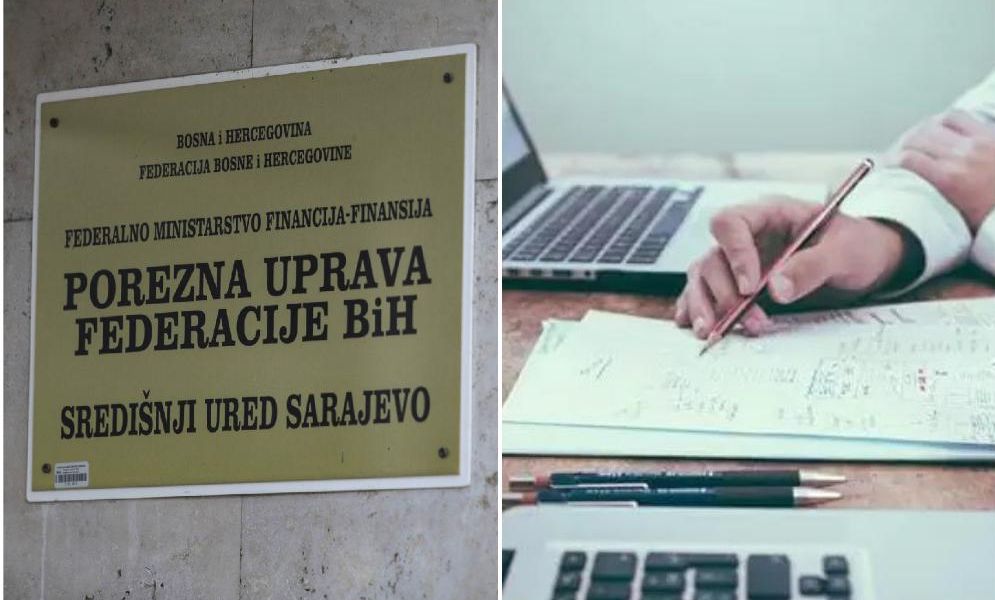 BOSNA i HERCEGOVINA
FEDERACIJA BOSNE i HERCEGOVINE
FEDERALNO MINISTARSTVO FINANCIJA-FINANSIJA
POREZNA UPRAVA
FEDERACIJE BiH
SREDIŠNJI URED SARAJEVO